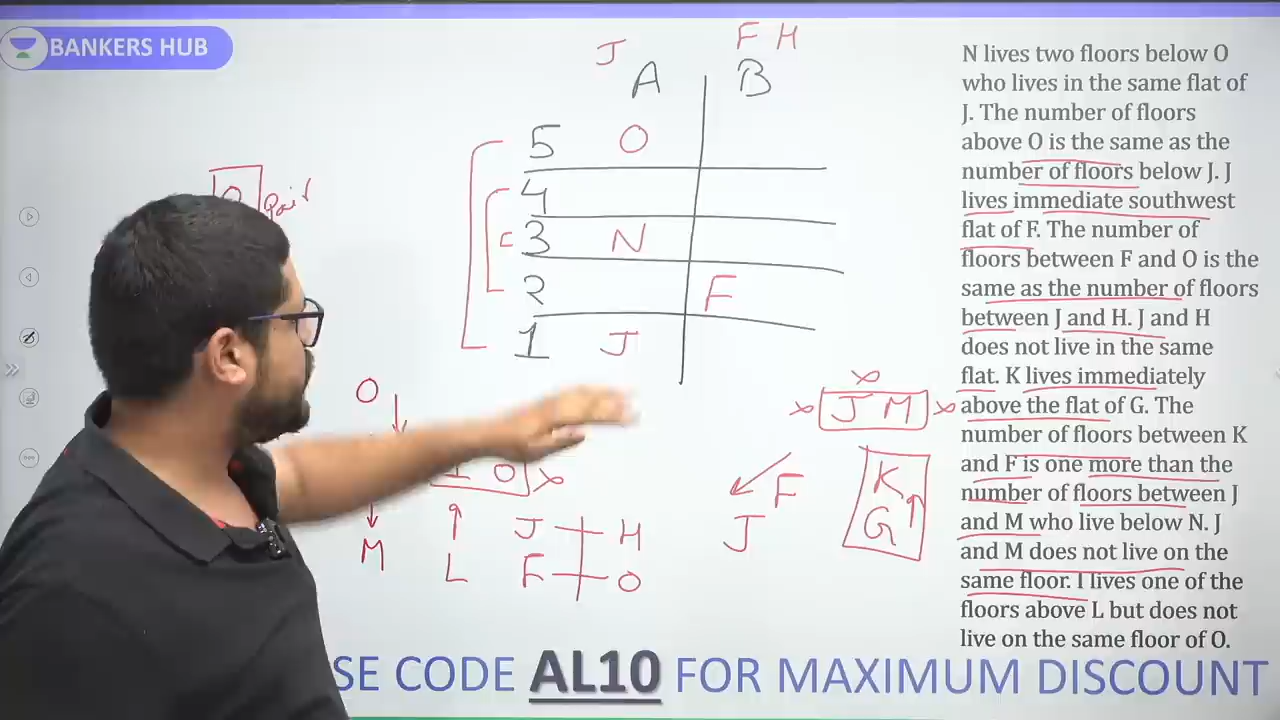 BANKERS HUB
J
F H
A B
5 O
4
3 N
2 F
1 J
Pair
O
M
I O x
L
J H
F O
x
x J M x
F
J
K
G
N lives two floors below O
who lives in the same flat of
J. The number of floors
above O is the same as the
number of floors below J. J
lives immediate southwest
flat of F. The number of
floors between F and O is the
same as the number of floors
between J and H. J and H
does not live in the same
flat. K lives immediately
above the flat of G. The
number of floors between K
and F is one more than the
number of floors between J
and M who live below N. J
and M does not live on the
same floor. I lives one of the
floors above L but does not
live on the same floor of O.
SE CODE AL10 FOR MAXIMUM DISCOUNT